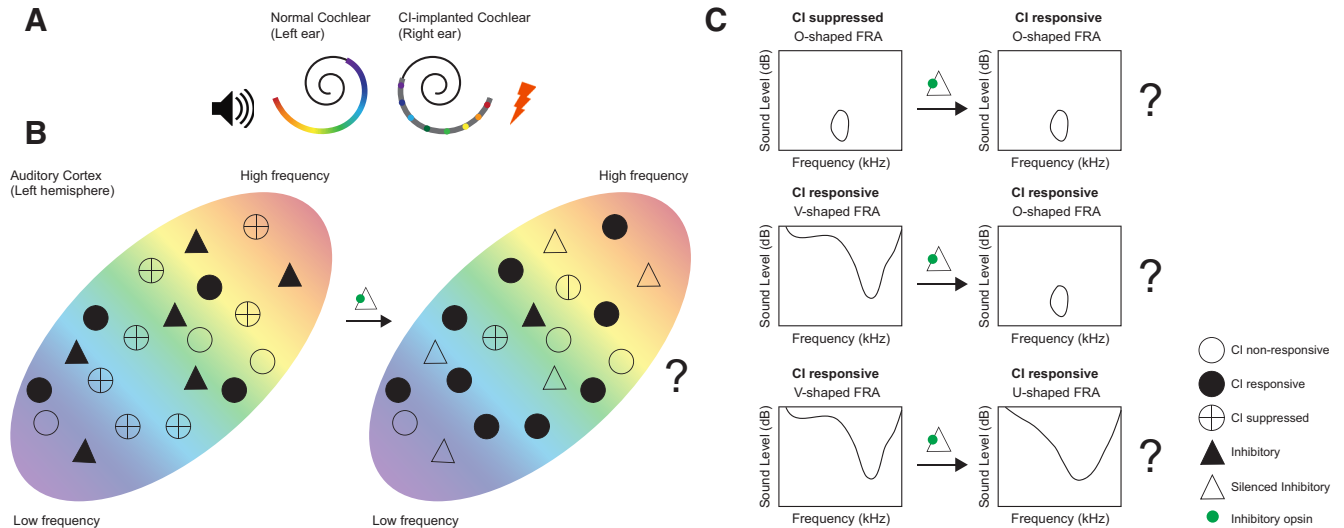 A
Normal Cochlear
(Left ear)
CI-implanted Cochlear
(Right ear)
B
Auditory Cortex
(Left hemisphere)
High frequency
Low frequency
High frequency
Low frequency
?
C
CI suppressed
O-shaped FRA
Sound Level (dB)
Frequency (kHz)
CI responsive
O-shaped FRA
Sound Level (dB)
Frequency (kHz)
?
CI responsive
V-shaped FRA
Sound Level (dB)
Frequency (kHz)
CI responsive
O-shaped FRA
Sound Level (dB)
Frequency (kHz)
?
CI responsive
V-shaped FRA
Sound Level (dB)
Frequency (kHz)
CI responsive
U-shaped FRA
Sound Level (dB)
Frequency (kHz)
?
CI non-responsive
CI responsive
CI suppressed
Inhibitory
Silenced Inhibitory
Inhibitory opsin